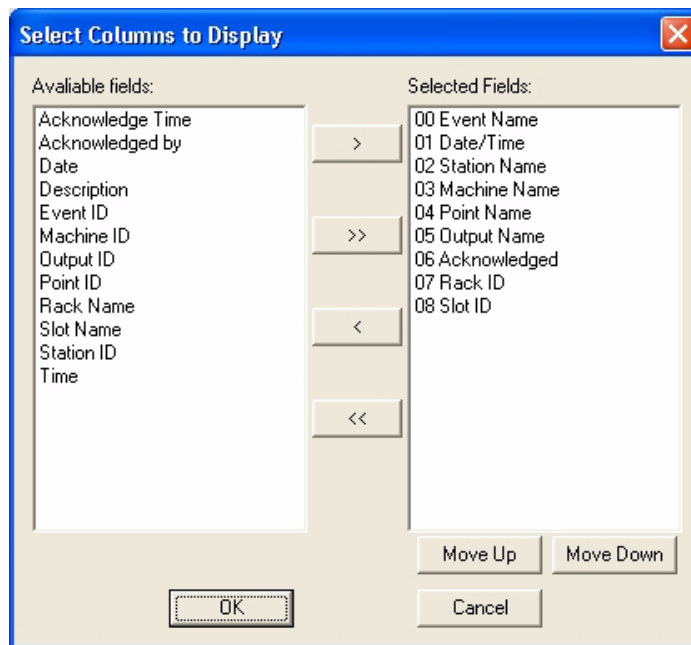 Select Columns to Display
Avaliable fields:
Acknowledge Time
Acknowledged by
Date
Description
Event ID
Machine ID
Output ID
Point ID
Rack Name
Slot Name
Station ID
Time
>
>>
<
<<
Selected Fields:
00 Event Name
01 Date/Time
02 Station Name
03 Machine Name
04 Point Name
05 Output Name
06 Acknowledged
07 Rack ID
08 Slot ID
Move Up
Move Down
OK
Cancel